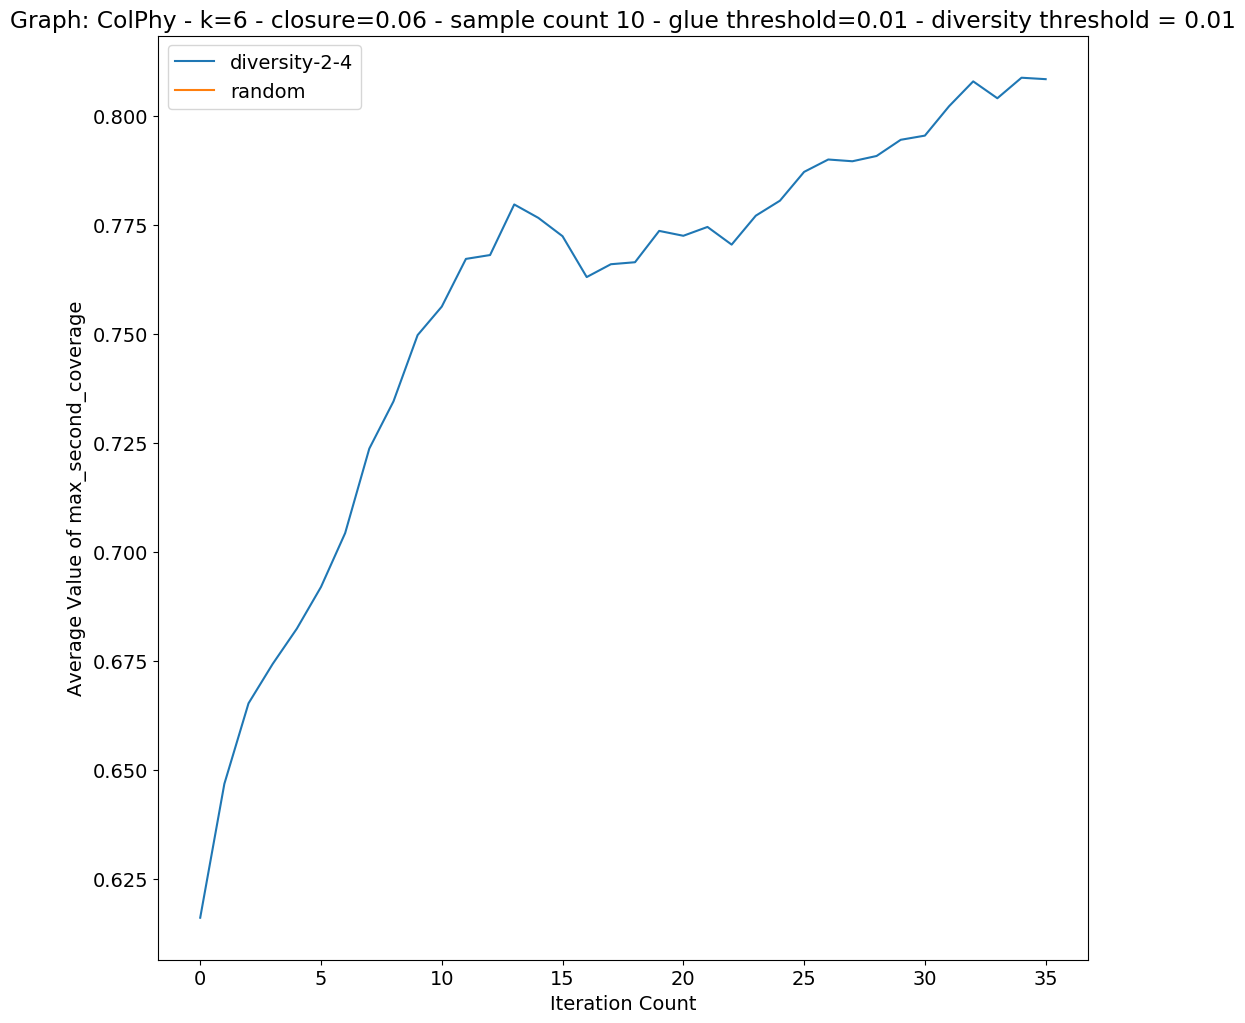 Graph: ColPhy - k=6 - closure=0.06 - sample count 10 - glue threshold=0.01 - diversity threshold = 0.01
diversity-2-4
random
0.800
0.775
0.750
0.725
0.700
0.675
0.650
0.625
Average Value of max_second_coverage
0 5 10 15 20 25 30 35
Iteration Count